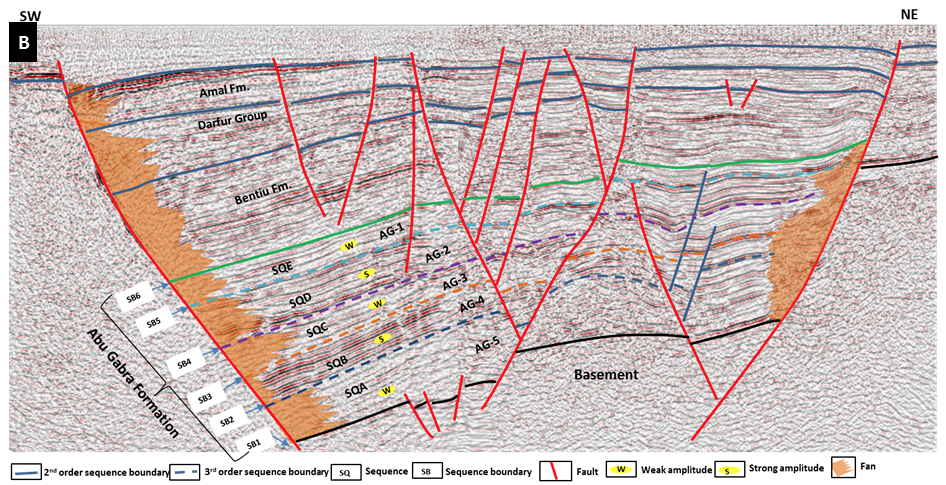 SW
NE
B
Amal Fm.
Darfur Group
Bentiu Fm.
AG-1
W
SQE
AG-2
S
SQD
AG-3
W
SQC
AG-4
S
SQB
AG-5
SQA
W
Basement
SB6
SB5
SB4
SB3
SB2
SB1
Abu Gabra Formation
2nd order sequence boundary
3rd order sequence boundary
SQ Sequence
SB Sequence boundary
Fault
W Weak amplitude
S Strong amplitude
Fan